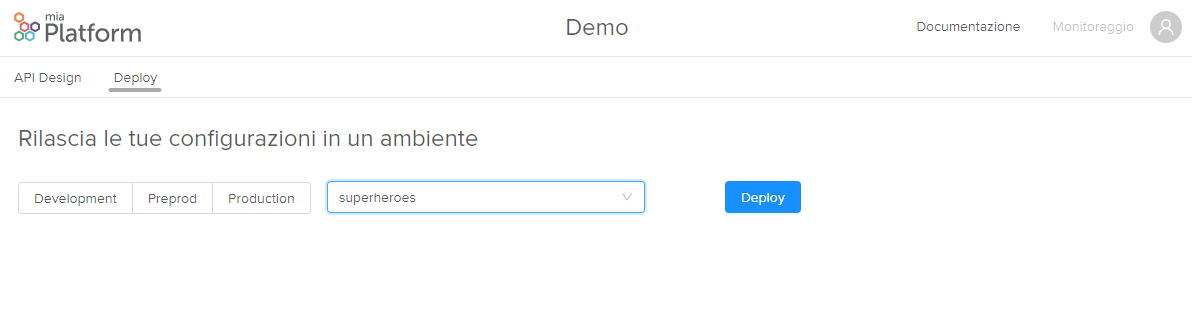 mia
Platform
Demo
Documentazione
Monitoraggio
API Design
Deploy
Rilascia le tue configurazioni in un ambiente
Development
Preprod
Production
superheroes
Deploy